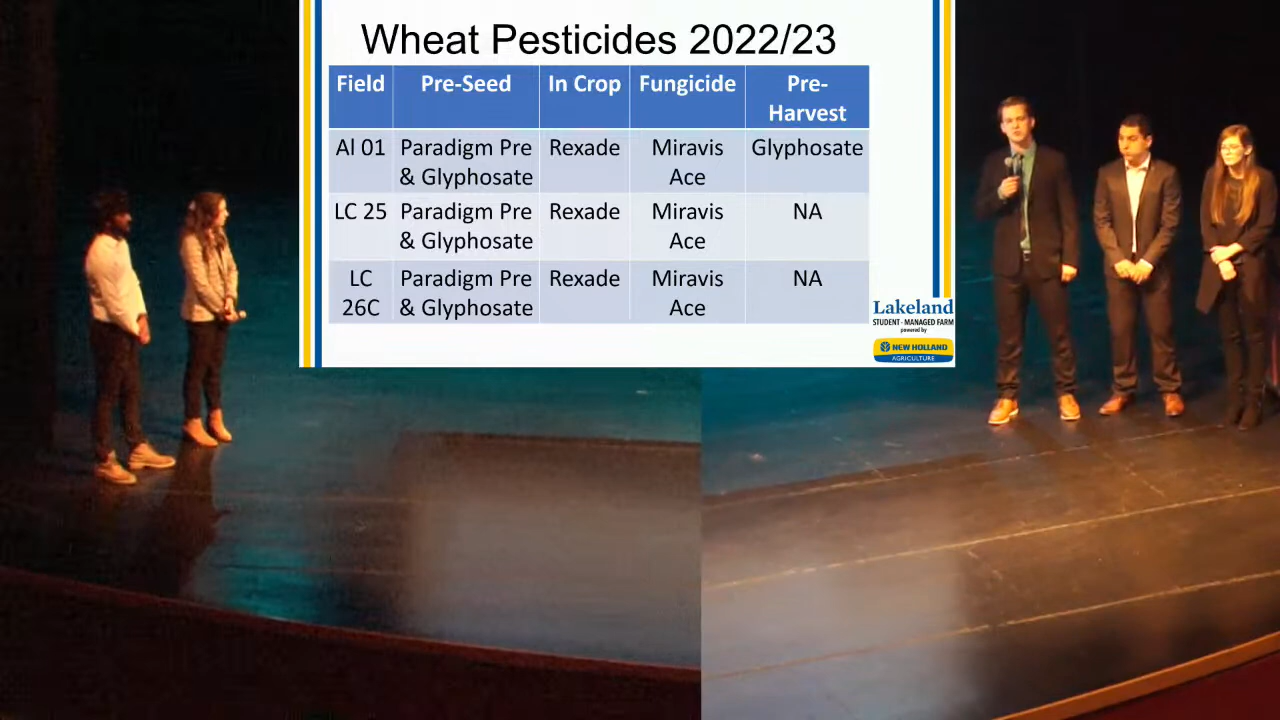 Wheat Pesticides 2022/23
Field Pre-Seed In Crop Fungicide Pre-
Harvest
Al 01 Paradigm Pre Rexade Miravis Glyphosate
& Glyphosate Ace
LC 25 Paradigm Pre Rexade Miravis NA
& Glyphosate Ace
LC Paradigm Pre Rexade Miravis NA
26C & Glyphosate Ace
Lakeland
STUDENT-MANAGED FARM
powered by
NEW HOLLAND
AGRICULTURE